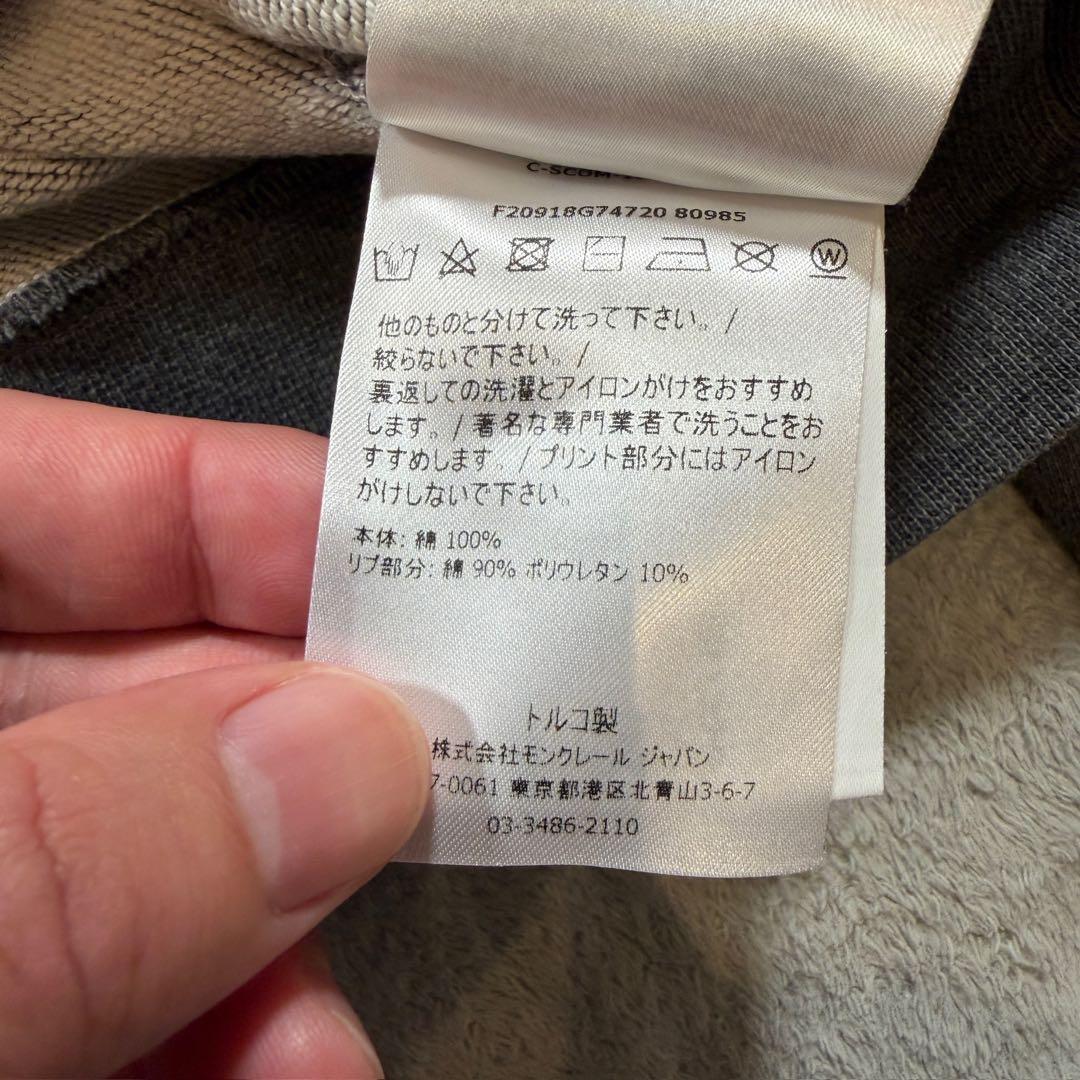 C-SCOM-
F20918G74720 80985
W
他のものと分けて洗って下さい。/
絞らないで下さい。/
裏返しての洗濯とアイロンがけをおすすめ
します。/著名な専門業者で洗うことをお
すすめします。/プリント部分にはアイロン
がけしないで下さい。
本体: 綿 100%
リブ部分: 綿 90% ポリウレタン 10%
トルコ製
株式会社モンクレール ジャパン
7-0061 東京都港区北青山3-6-7
03-3486-2110